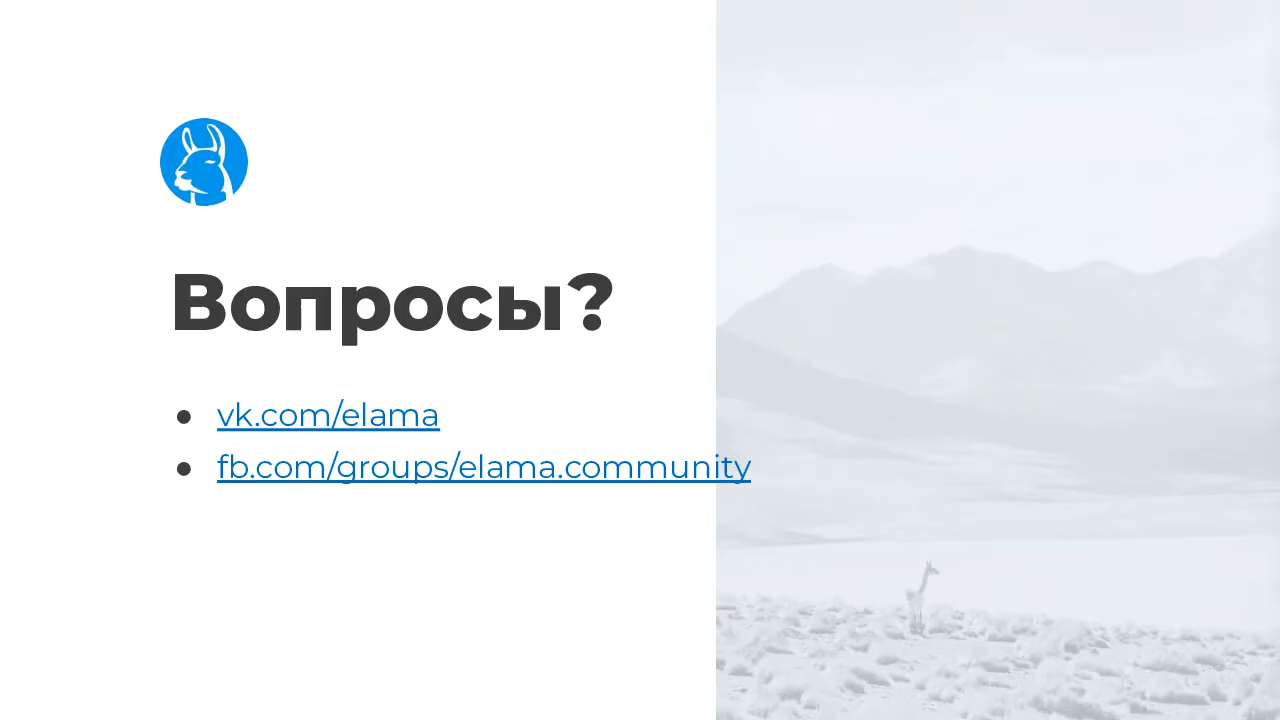 Вопросы?
● vk.com/elama
● fb.com/groups/elama.community